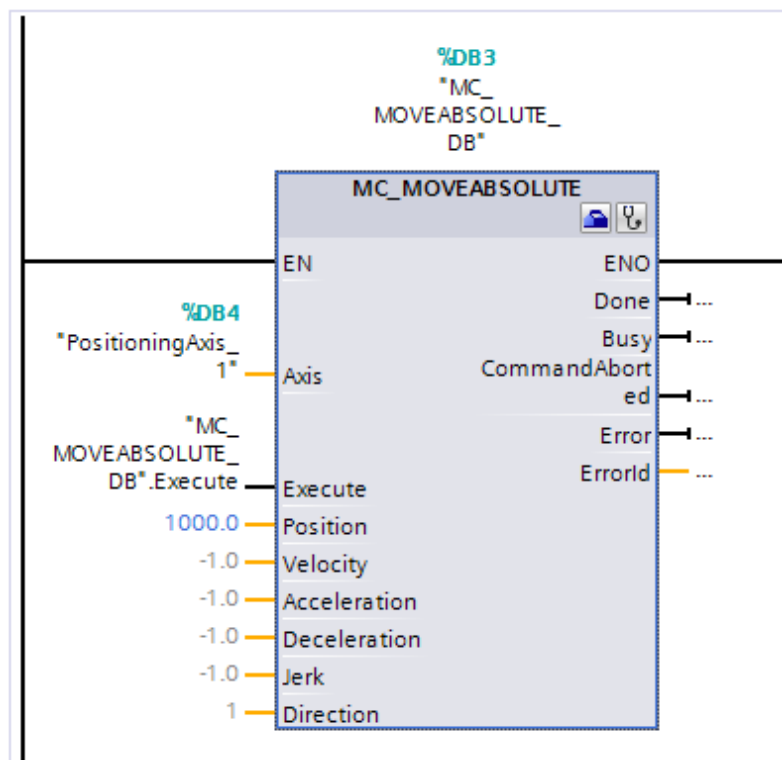 %DB3
"MC_
MOVEABSOLUTE_
DB"
MC_MOVEABSOLUTE
EN
ENO
Done
...
%DB4
"PositioningAxis_
1"
Axis
Busy
...
CommandAbort
ed
...
"MC_
MOVEABSOLUTE_
DB".Execute
Execute
Error
...
ErrorId
...
1000.0
Position
-1.0
Velocity
-1.0
Acceleration
-1.0
Deceleration
-1.0
Jerk
1
Direction